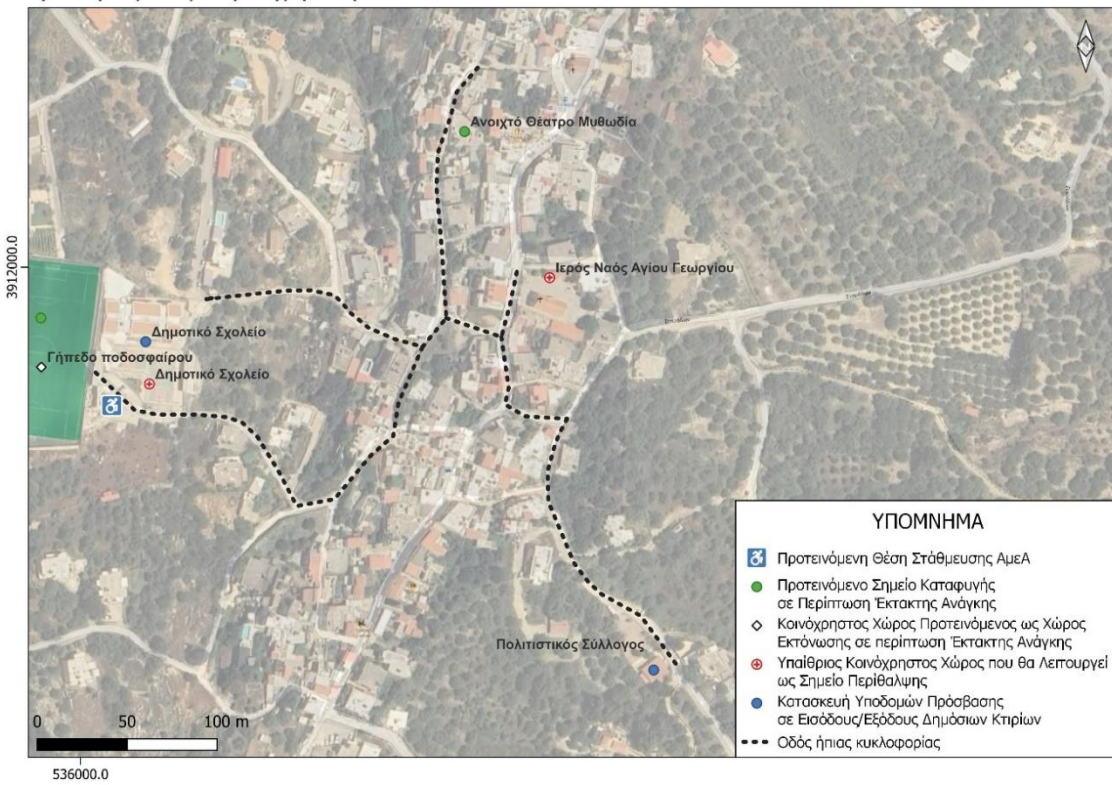 Ανοιχτό Θέατρο Μυθωδία
3912000.0
Ιερός Ναός Αγίου Γεωργίου
Δημοτικό Σχολείο
Γήπεδο ποδοσφαίρου
Δημοτικό Σχολείο
Πολιτιστικός Σύλλογος
0 50 100 m
536000.0
ΥΠΟΜΝΗΜΑ
Προτεινόμενη Θέση Στάθμευσης ΑμεΑ
Προτεινόμενο Σημείο Καταφυγής
σε Περίπτωση Έκτακτης Ανάγκης
Κοινόχρηστος Χώρος Προτεινόμενος ως Χώρος
Εκτόνωσης σε περίπτωση Έκτακτης Ανάγκης
Υπαίθριος Κοινόχρηστος Χώρος που θα Λειτουργεί
ως Σημείο Περίθαλψης
Κατασκευή Υποδομών Πρόσβασης
σε Εισόδους/Εξόδους Δημόσιων Κτιρίων
Οδός ήπιας κυκλοφορίας